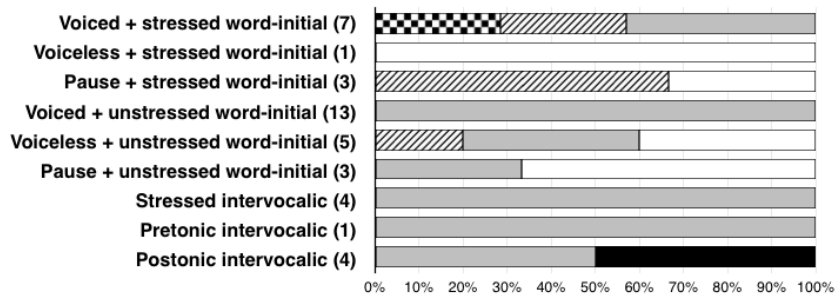 Voiced + stressed word-initial (7)
Voiceless + stressed word-initial (1)
Pause + stressed word-initial (3)
Voiced + unstressed word-initial (13)
Voiceless + unstressed word-initial (5)
Pause + unstressed word-initial (3)
Stressed intervocalic (4)
Pretonic intervocalic (1)
Postonic intervocalic (4)
0% 10% 20% 30% 40% 50% 60% 70% 80% 90% 100%